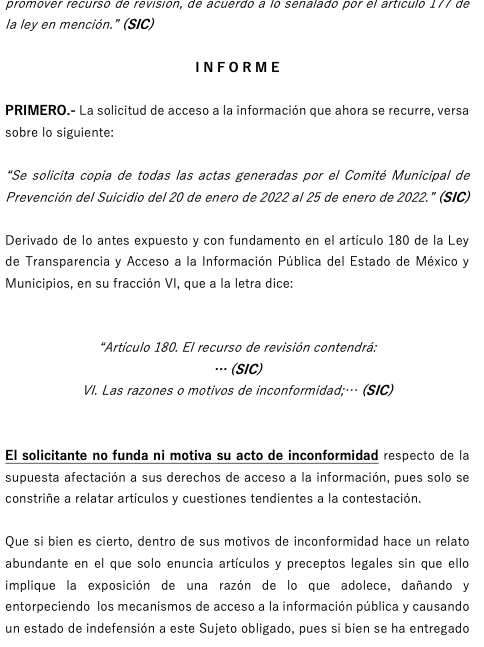 promover recurso de revisión, de acuerdo a lo señalado por el artículo 177 de
la ley en mención.” (SIC)
I N F O R M E
PRIMERO.- La solicitud de acceso a la información que ahora se recurre, versa
sobre lo siguiente:
“Se solicita copia de todas las actas generadas por el Comité Municipal de
Prevención del Suicidio del 20 de enero de 2022 al 25 de enero de 2022.” (SIC)
Derivado de lo antes expuesto y con fundamento en el artículo 180 de la Ley
de Transparencia y Acceso a la Información Pública del Estado de México y
Municipios, en su fracción VI, que a la letra dice:
“Artículo 180. El recurso de revisión contendrá:
… (SIC)
VI. Las razones o motivos de inconformidad;… (SIC)
El solicitante no funda ni motiva su acto de inconformidad respecto de la
supuesta afectación a sus derechos de acceso a la información, pues solo se
constriñe a relatar artículos y cuestiones tendientes a la contestación.
Que si bien es cierto, dentro de sus motivos de inconformidad hace un relato
abundante en el que solo enuncia artículos y preceptos legales sin que ello
implique la exposición de una razón de lo que adolece, dañando y
entorpeciendo los mecanismos de acceso a la información pública y causando
un estado de indefensión a este Sujeto obligado, pues si bien se ha entregado